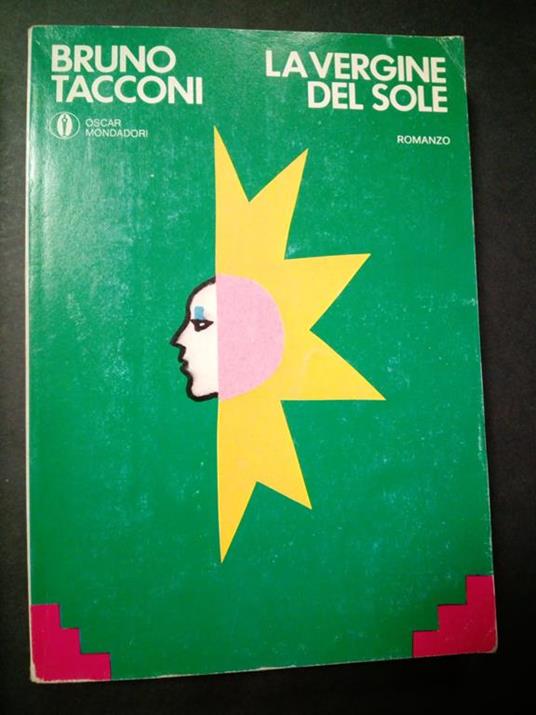 BRUNO
TACCONI
OSCAR
MONDADORI
LA VERGINE
DEL SOLE
ROMANZO